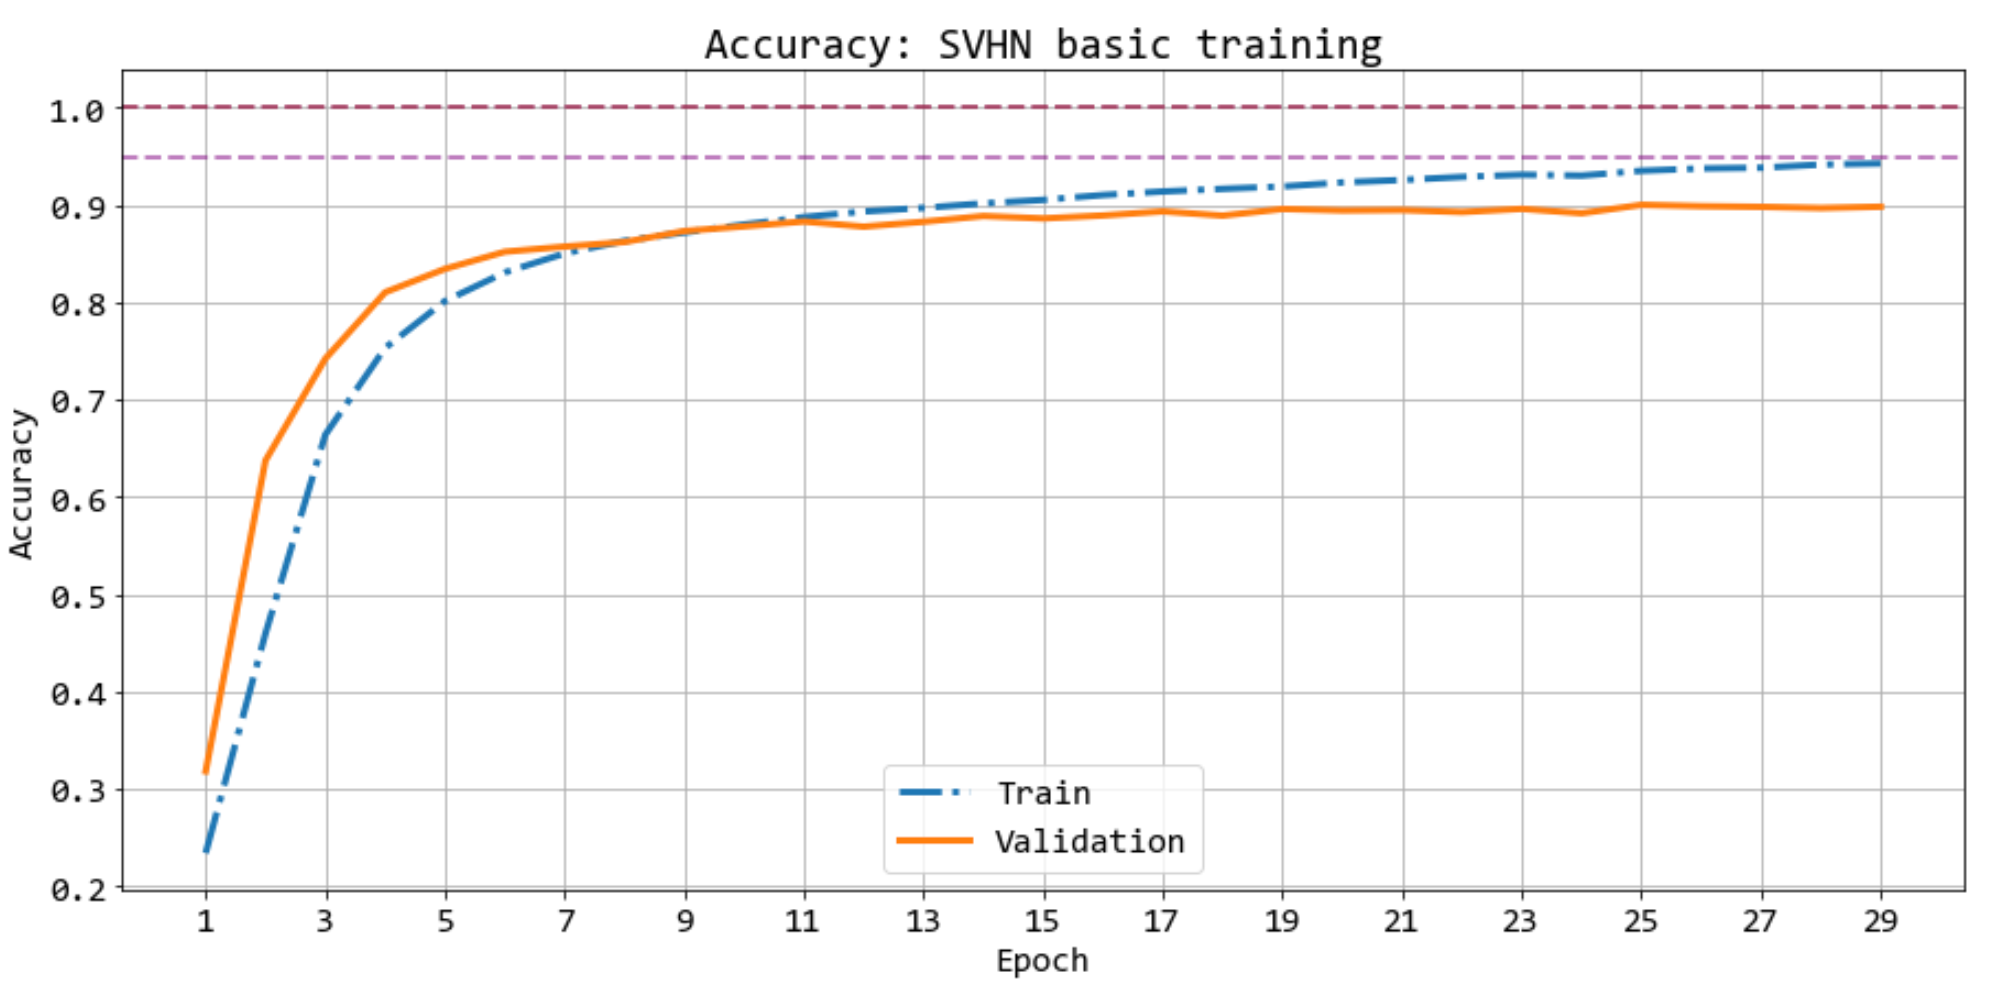 Accuracy: SVHN basic training
1.0
0.9
0.8
0.7
0.6
0.5
0.4
0.3
0.2
Accuracy
Train
Validation
1 3 5 7 9 11 13 15 17 19 21 23 25 27 29
Epoch